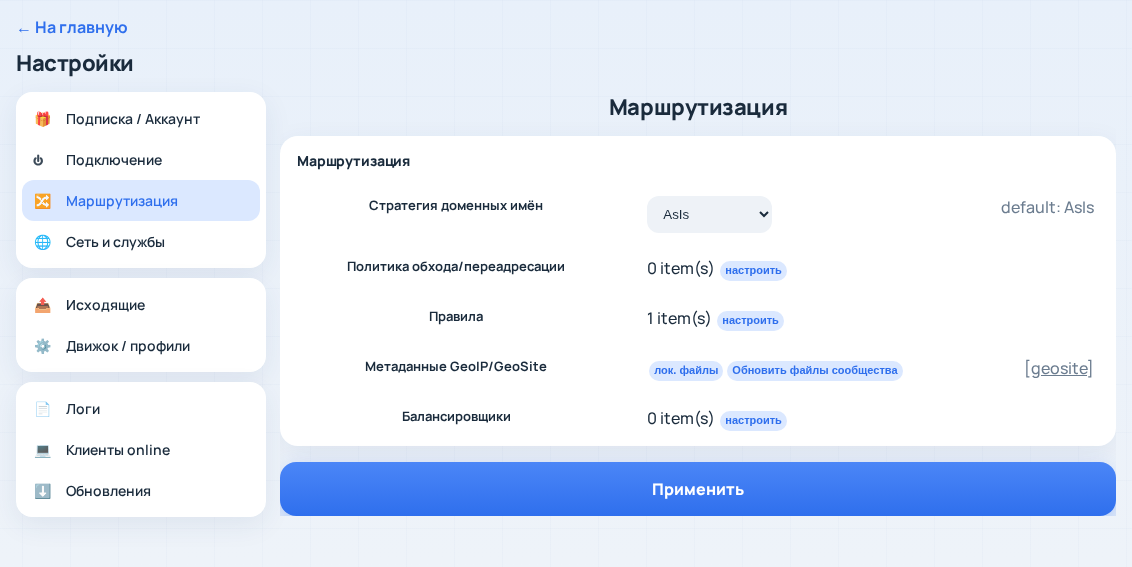 ← На главную
Настройки
Подписка / Аккаунт
Подключение
Маршрутизация
Сеть и службы
Исходящие
Движок / профили
Логи
Клиенты online
Обновления
Маршрутизация
Маршрутизация
Стратегия доменных имён AsIs default: AsIs
Политика обхода/переадресации 0 item(s) настроить
Правила 1 item(s) настроить
Метаданные GeoIP/GeoSite лок. файлы Обновить файлы сообщества [geosite]
Балансировщики 0 item(s) настроить
Применить